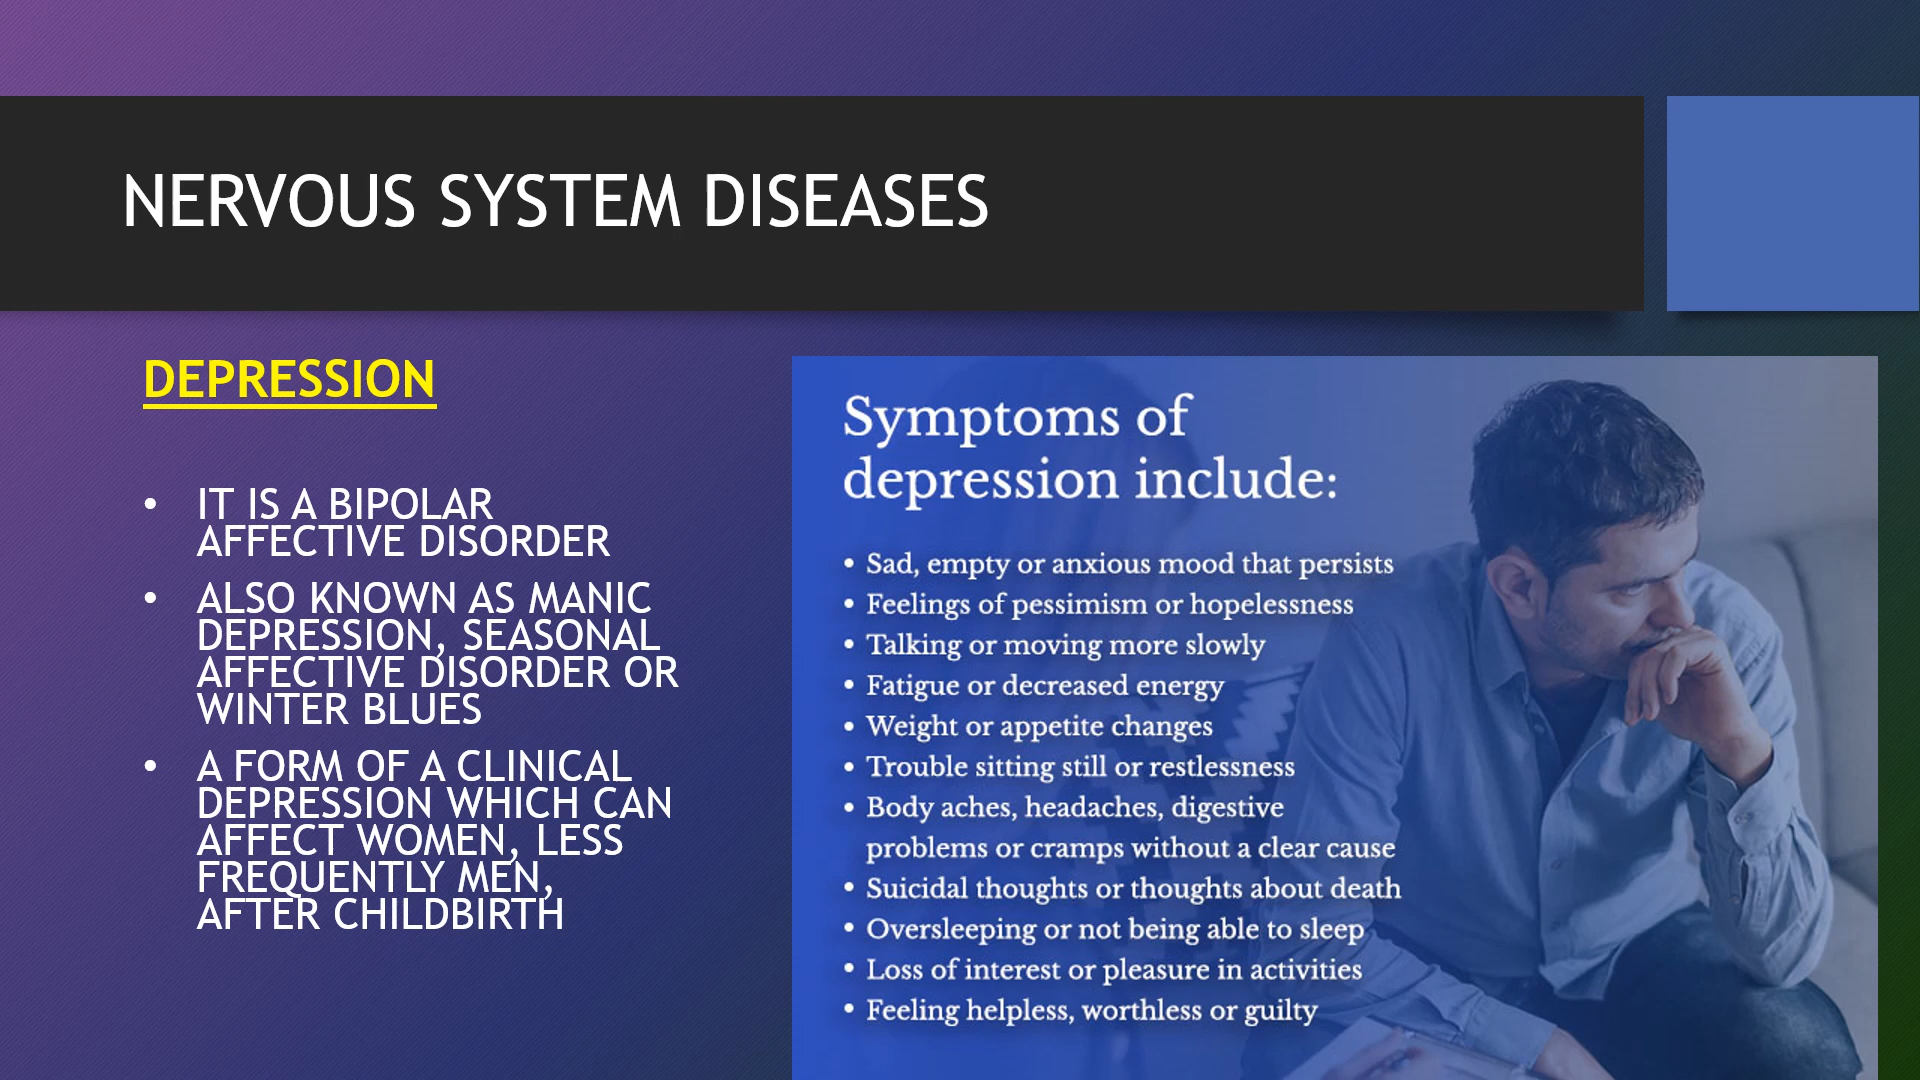 NERVOUS SYSTEM DISEASES
DEPRESSION
• IT IS A BIPOLAR
AFFECTIVE DISORDER
• ALSO KNOWN AS MANIC
DEPRESSION, SEASONAL
AFFECTIVE DISORDER OR
WINTER BLUES
• A FORM OF A CLINICAL
DEPRESSION WHICH CAN
AFFECT WOMEN, LESS
FREQUENTLY MEN,
AFTER CHILDBIRTH
Symptoms of
depression include:
• Sad, empty or anxious mood that persists
• Feelings of pessimism or hopelessness
• Talking or moving more slowly
• Fatigue or decreased energy
• Weight or appetite changes
• Trouble sitting still or restlessness
• Body aches, headaches, digestive
problems or cramps without a clear cause
• Suicidal thoughts or thoughts about death
• Oversleeping or not being able to sleep
• Loss of interest or pleasure in activities
• Feeling helpless, worthless or guilty